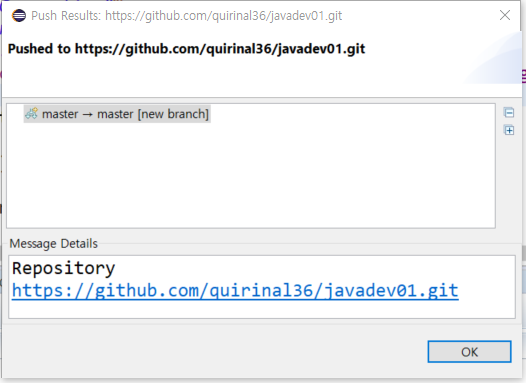 Push Results: https://github.com/quirinal36/javadev01.git
Pushed to https://github.com/quirinal36/javadev01.git
master → master [new branch]
Message Details
Repository
https://github.com/quirinal36/javadev01.git
OK